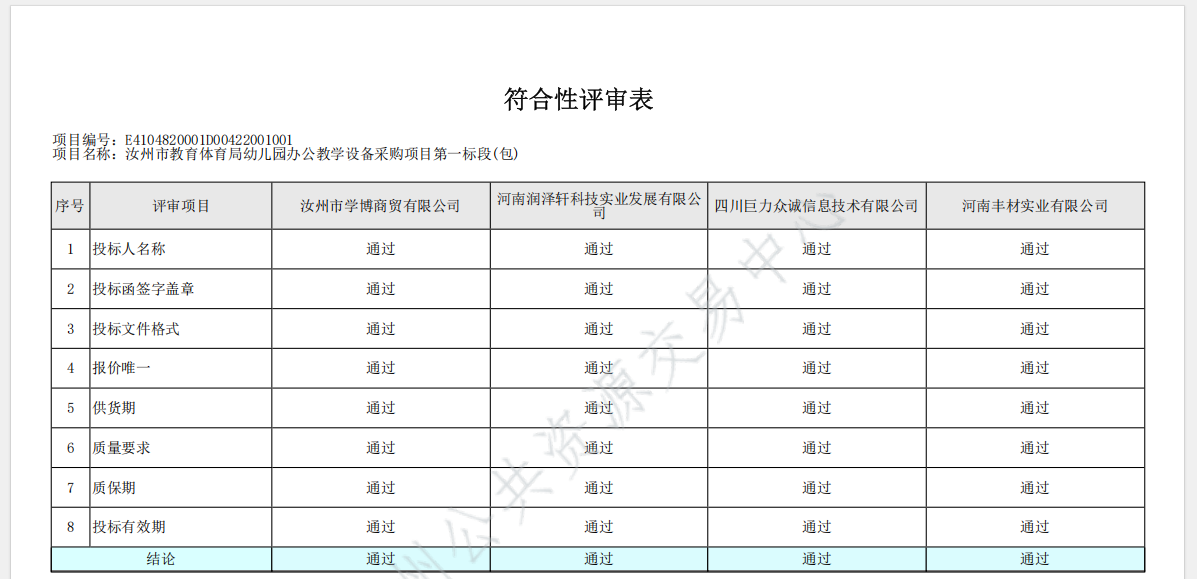 符合性评审表
项目编号：E4104820001D00422001001
项目名称：汝州市教育体育局幼儿园办公教学设备采购项目第一标段(包)
序号 评审项目 汝州市学博商贸有限公司 河南润泽轩科技实业发展有限公司 四川巨力众诚信息技术有限公司 河南丰材实业有限公司
1 投标人名称 通过 通过 通过 通过
2 投标函签字盖章 通过 通过 通过 通过
3 投标文件格式 通过 通过 通过 通过
4 报价唯一 通过 通过 通过 通过
5 供货期 通过 通过 通过 通过
6 质量要求 通过 通过 通过 通过
7 质保期 通过 通过 通过 通过
8 投标有效期 通过 通过 通过 通过
结论 通过 通过 通过 通过
州公共资源交易中心